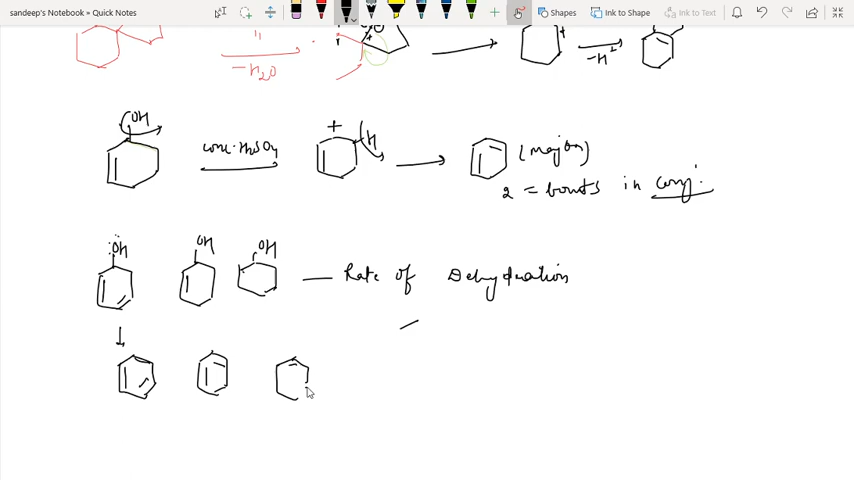 sandeep's Notebook » Quick Notes
Shapes
Ink to Shape
Ink to Text
- H2O
+
+
-H+
OH
conc. H2SO4
+
H
(major)
2 = bonds in conj.
:ÖH
OH
OH
— Rate of Dehydration